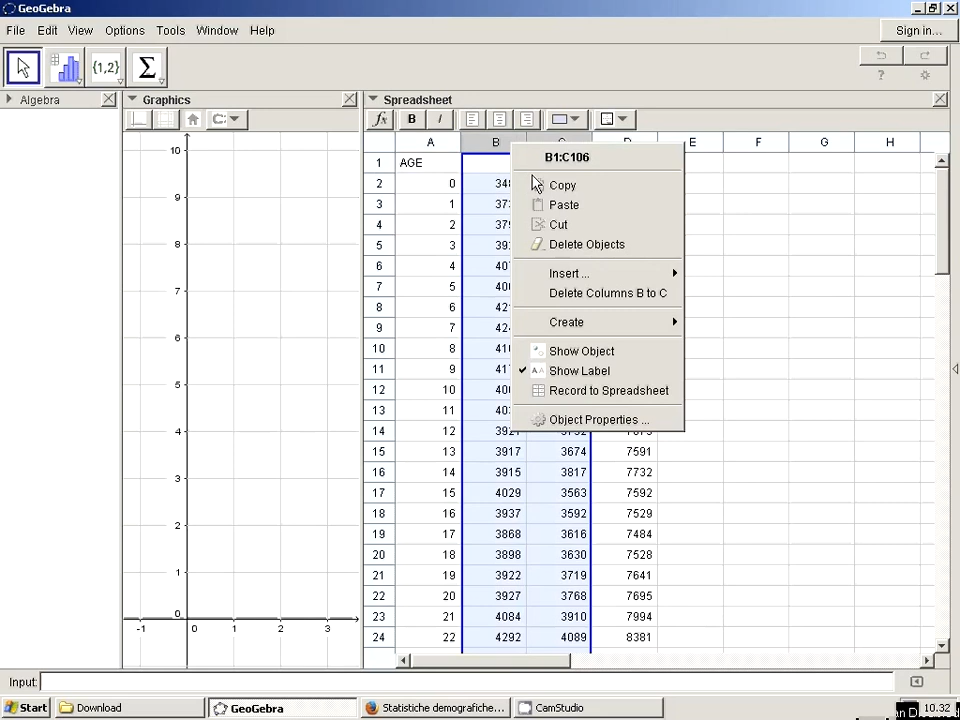 GeoGebra
File Edit View Options Tools Window Help
Sign in...
{1,2} Σ
?
Algebra
Graphics
Spreadsheet
fx B I
A B C D E F G H
1 AGE
2 0
3 1
4 2
5 3
6 4
7 5
8 6
9 7
10 8
11 9
12 10
13 11
14 12
15 13 3917 3674 7591
16 14 3915 3817 7732
17 15 4029 3563 7592
18 16 3937 3592 7529
19 17 3868 3616 7484
20 18 3898 3630 7528
21 19 3922 3719 7641
22 20 3927 3768 7695
23 21 4084 3910 7994
24 22 4292 4089 8381
B1:C106
Copy
Paste
Cut
Delete Objects
Insert ...
Delete Columns B to C
Create
Show Object
AA Show Label
Record to Spreadsheet
Object Properties ...
10
9
8
7
6
5
4
3
2
1
0
-1 0 1 2 3
Input:
Start Download GeoGebra Statistiche demografiche... CamStudio 10.32